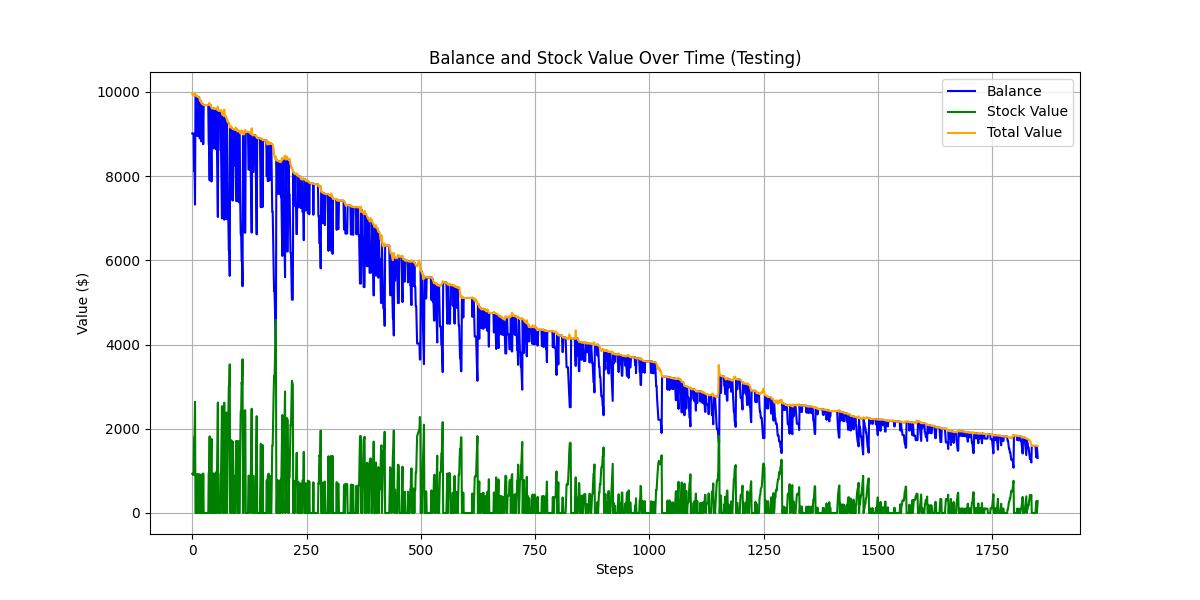 Balance and Stock Value Over Time (Testing)
Balance
Stock Value
Total Value
Value ($)
10000
8000
6000
4000
2000
0
0 250 500 750 1000 1250 1500 1750
Steps